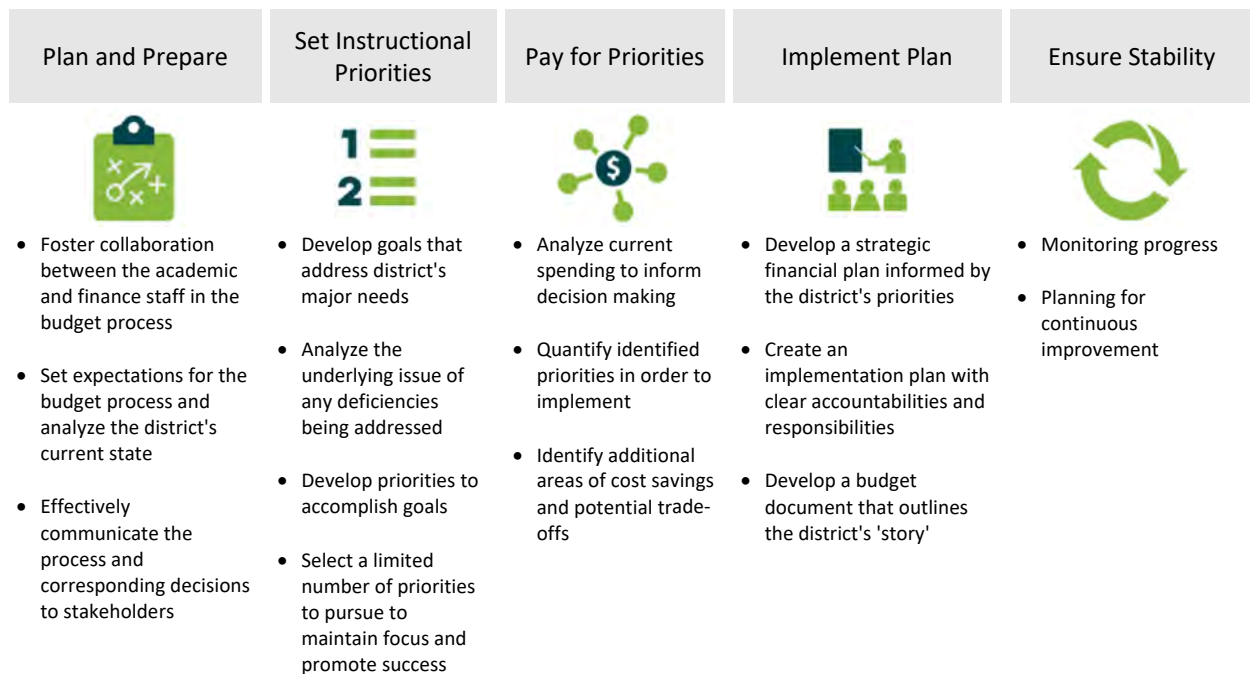 Plan and Prepare
Set Instructional
Priorities
Pay for Priorities
Implement Plan
Ensure Stability
1
2
$
• Foster collaboration
between the academic
and finance staff in the
budget process
• Set expectations for the
budget process and
analyze the district's
current state
• Effectively
communicate the
process and
corresponding decisions
to stakeholders
• Develop goals that
address district's
major needs
• Analyze the
underlying issue of
any deficiencies
being addressed
• Develop priorities to
accomplish goals
• Select a limited
number of priorities
to pursue to
maintain focus and
promote success
• Analyze current
spending to inform
decision making
• Quantify identified
priorities in order to
implement
• Identify additional
areas of cost savings
and potential trade-
offs
• Develop a strategic
financial plan informed by
the district's priorities
• Create an
implementation plan with
clear accountabilities and
responsibilities
• Develop a budget
document that outlines
the district's 'story'
• Monitoring progress
• Planning for
continuous
improvement